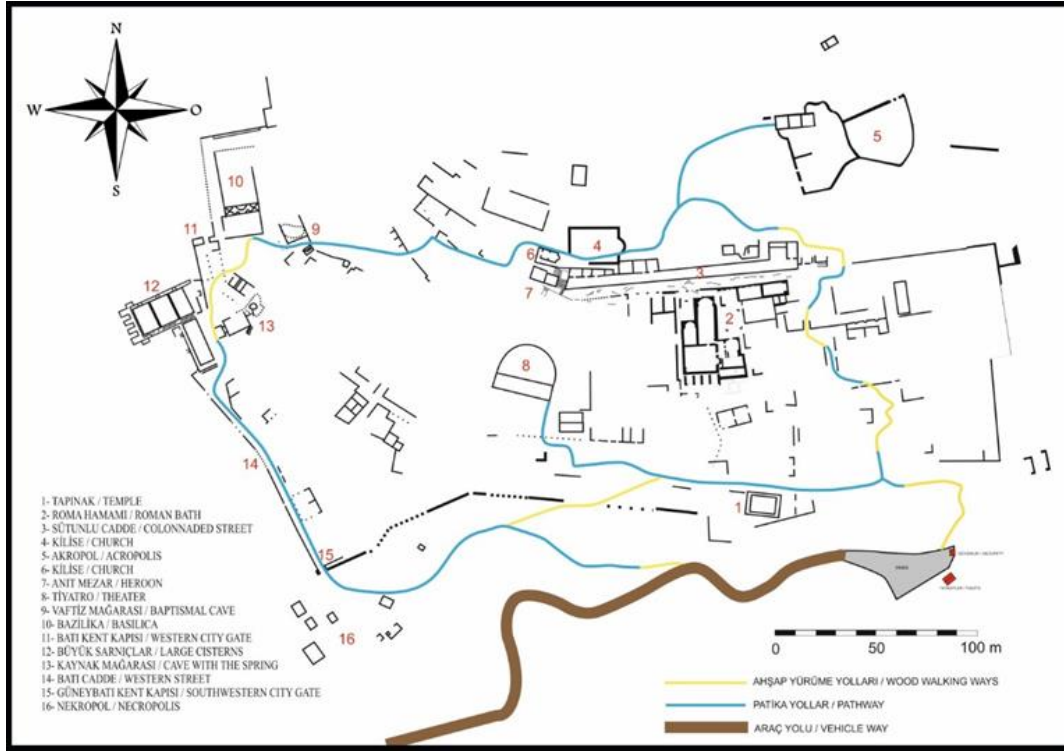 N
W
O
S
5
10
11
9
4
6
3
7
12
13
2
8
14
1
15
16
1- TAPINAK / TEMPLE
2- ROMA HAMAMI / ROMAN BATH
3- SÜTUNLU CADDE / COLONNADED STREET
4- KİLİSE / CHURCH
5- AKROPOL / ACROPOLIS
6- KİLİSE / CHURCH
7- ANIT MEZAR / HEROON
8- TİYATRO / THEATER
9- VAFTİZ MAĞARASI / BAPTISMAL CAVE
10- BAZİLİKA / BASILICA
11- BATI KENT KAPISI / WESTERN CITY GATE
12- BÜYÜK SARNIÇLAR / LARGE CISTERNS
13- KAYNAK MAĞARASI / CAVE WITH THE SPRING
14- BATI CADDE / WESTERN STREET
15- GÜNEYBATI KENT KAPISI / SOUTHWESTERN CITY GATE
16- NEKROPOL / NECROPOLIS
0 50 100 m
AHŞAP YÜRÜME YOLLARI / WOOD WALKING WAYS
PATİKA YOLLAR / PATHWAY
ARAÇ YOLU / VEHICLE WAY